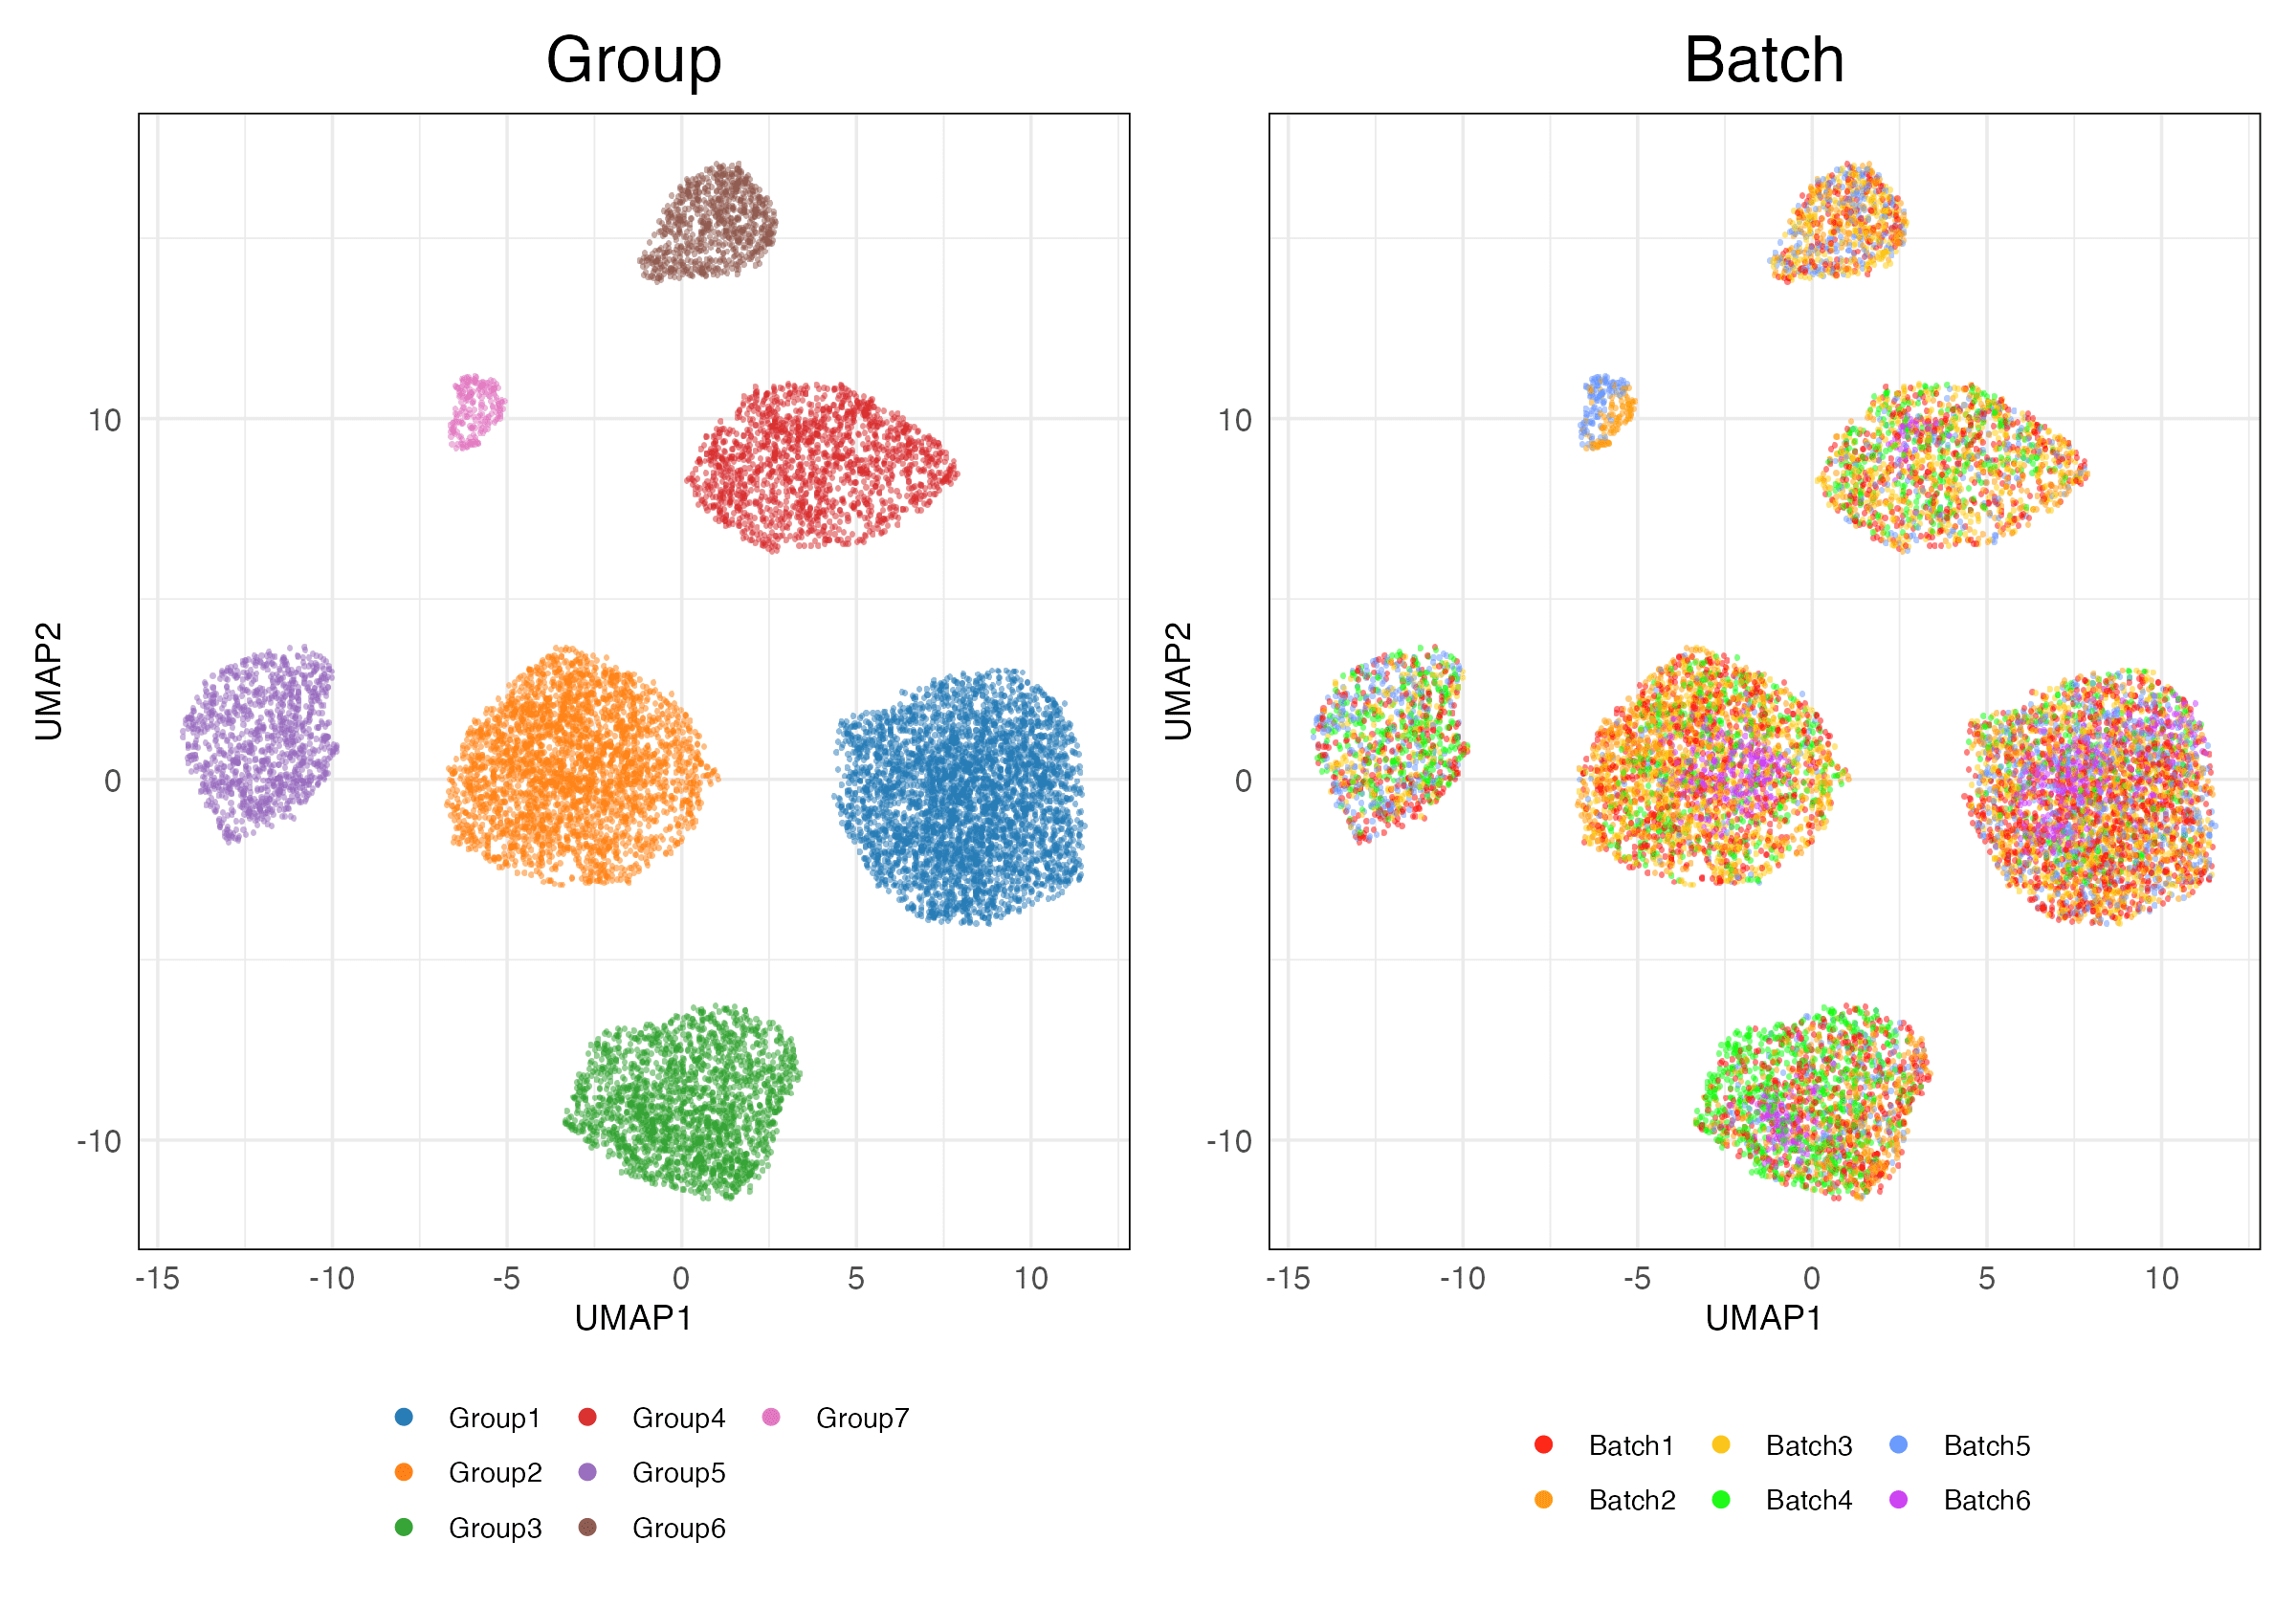 Group
UMAP2
10
0
-10
-15 -10 -5 0 5 10
UMAP1
Group1 Group4 Group7
Group2 Group5
Group3 Group6
Batch
UMAP2
10
0
-10
-15 -10 -5 0 5 10
UMAP1
Batch1 Batch3 Batch5
Batch2 Batch4 Batch6